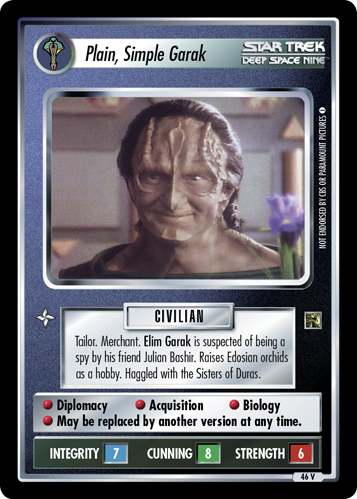 Plain, Simple Garak
STAR TREK
DEEP SPACE NINE™
NOT ENDORSED BY CBS OR PARAMOUNT PICTURES
CIVILIAN
Tailor. Merchant. Elim Garak is suspected of being a
spy by his friend Julian Bashir. Raises Edosian orchids
as a hobby. Haggled with the Sisters of Duras.
• Diplomacy • Acquisition • Biology
• May be replaced by another version at any time.
INTEGRITY 7 CUNNING 8 STRENGTH 6
46 V